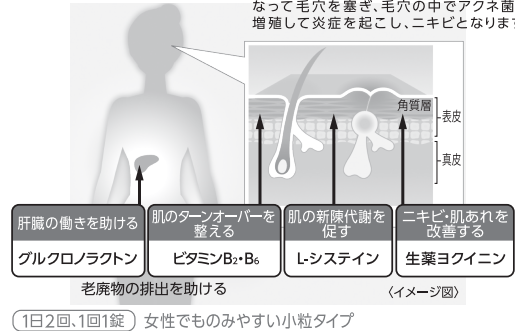 なって毛穴を塞ぎ、毛穴の中でアクネ菌
増殖して炎症を起こし、ニキビとなります
角質層
表皮
真皮
肝臓の働きを助ける
グルクロノラクトン
肌のターンオーバーを
整える
ビタミンB₂・B₆
肌の新陳代謝を
促す
L-システイン
ニキビ・肌あれを
改善する
生薬ヨクイニン
老廃物の排出を助ける
〈イメージ図〉
1日2回、1回1錠 女性でものみやすい小粒タイプ